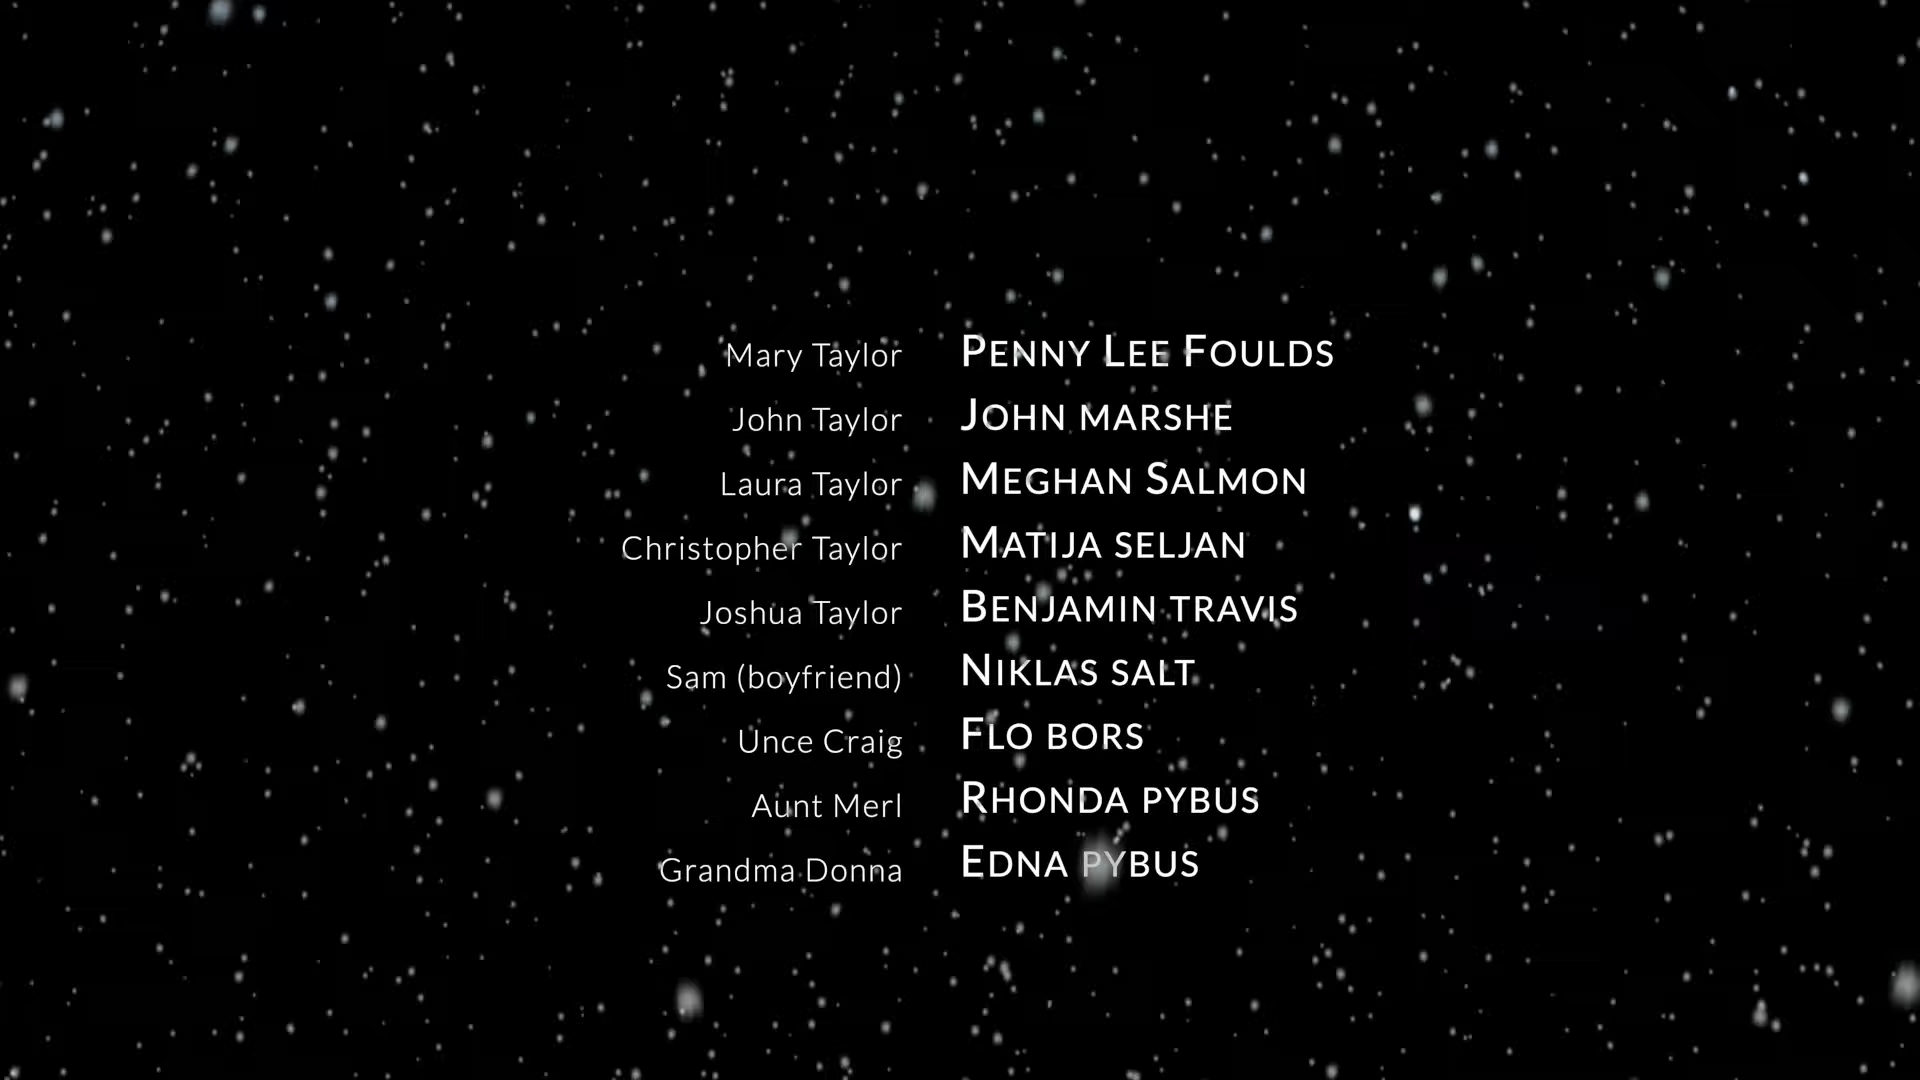 Mary Taylor Penny Lee Foulds
John Taylor John marshe
Laura Taylor Meghan Salmon
Christopher Taylor Matija seljan
Joshua Taylor Benjamin travis
Sam (boyfriend) Niklas salt
Unce Craig Flo bors
Aunt Merl Rhonda pybus
Grandma Donna Edna pybus